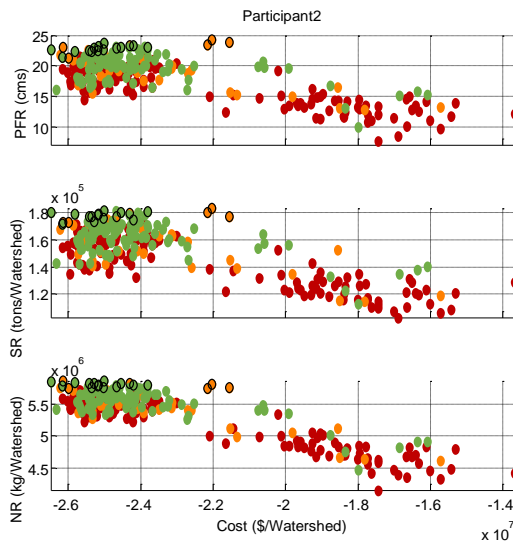 Participant2
25
20
15
10
PFR (cms)
x 10^5
1.8
1.6
1.4
1.2
SR (tons/Watershed)
x 10^6
5.5
5
4.5
NR (kg/Watershed)
-2.6 -2.4 -2.2 -2 -1.8 -1.6 -1.4
Cost ($/Watershed)
x 10^7